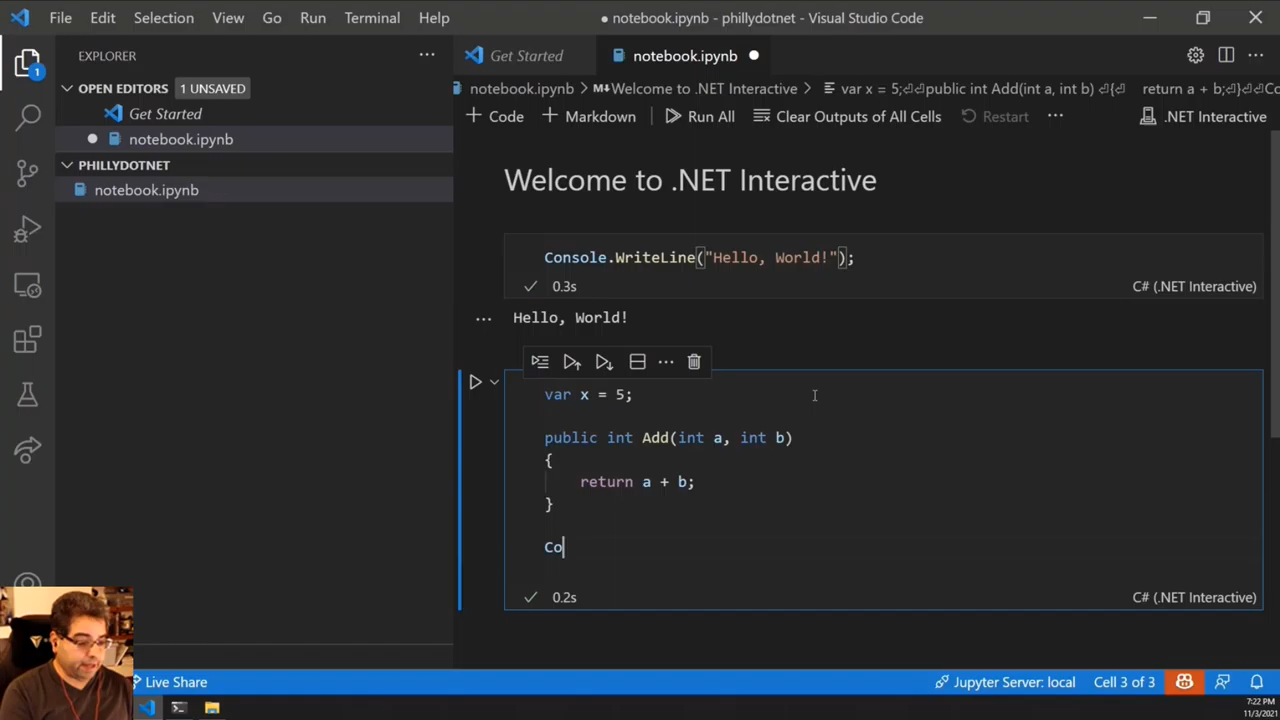 File Edit Selection View Go Run Terminal Help
● notebook.ipynb - phillydotnet - Visual Studio Code
EXPLORER
1
OPEN EDITORS 1 UNSAVED
Get Started
notebook.ipynb
PHILLYDOTNET
notebook.ipynb
Get Started
notebook.ipynb
notebook.ipynb > M↓Welcome to .NET Interactive > var x = 5;⏎⏎public int Add(int a, int b) ⏎{⏎ return a + b;⏎}⏎⏎Co
+ Code + Markdown Run All Clear Outputs of All Cells Restart ··· .NET Interactive
Welcome to .NET Interactive
Console.WriteLine("Hello, World!");
0.3s C# (.NET Interactive)
Hello, World!
var x = 5;
public int Add(int a, int b)
{
return a + b;
}
Co
0.2s C# (.NET Interactive)
Live Share
Jupyter Server: local Cell 3 of 3
7:22 PM
11/3/2021